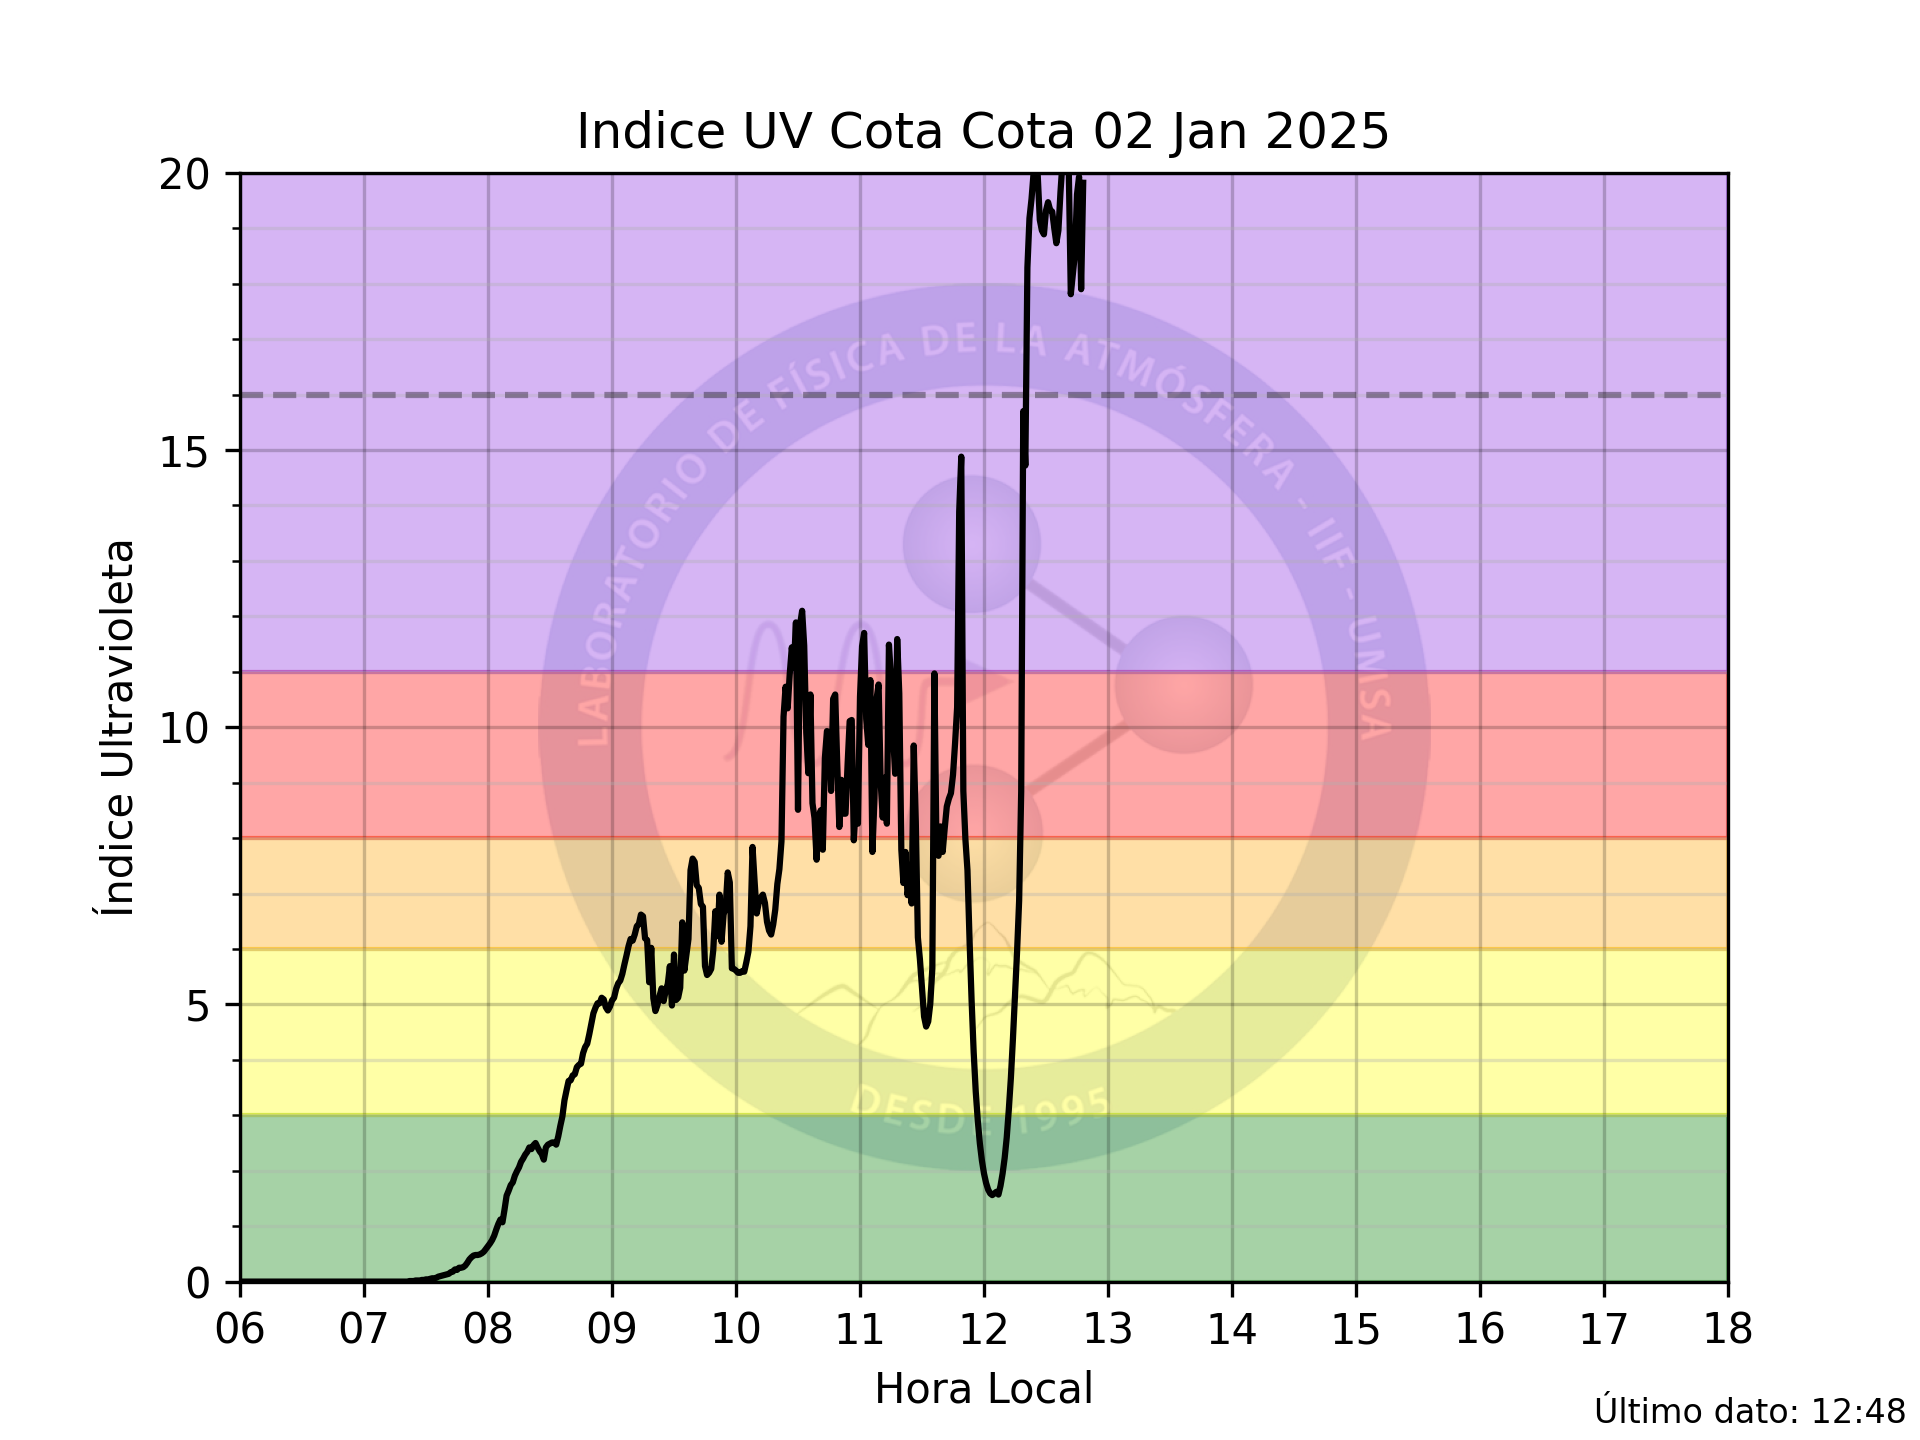 Indice UV Cota Cota 02 Jan 2025
20
15
10
5
0
Índice Ultravioleta
LABORATORIO DE FÍSICA DE LA ATMÓSFERA - IIF - UMSA
DESDE 1995
06 07 08 09 10 11 12 13 14 15 16 17 18
Hora Local
Último dato: 12:48